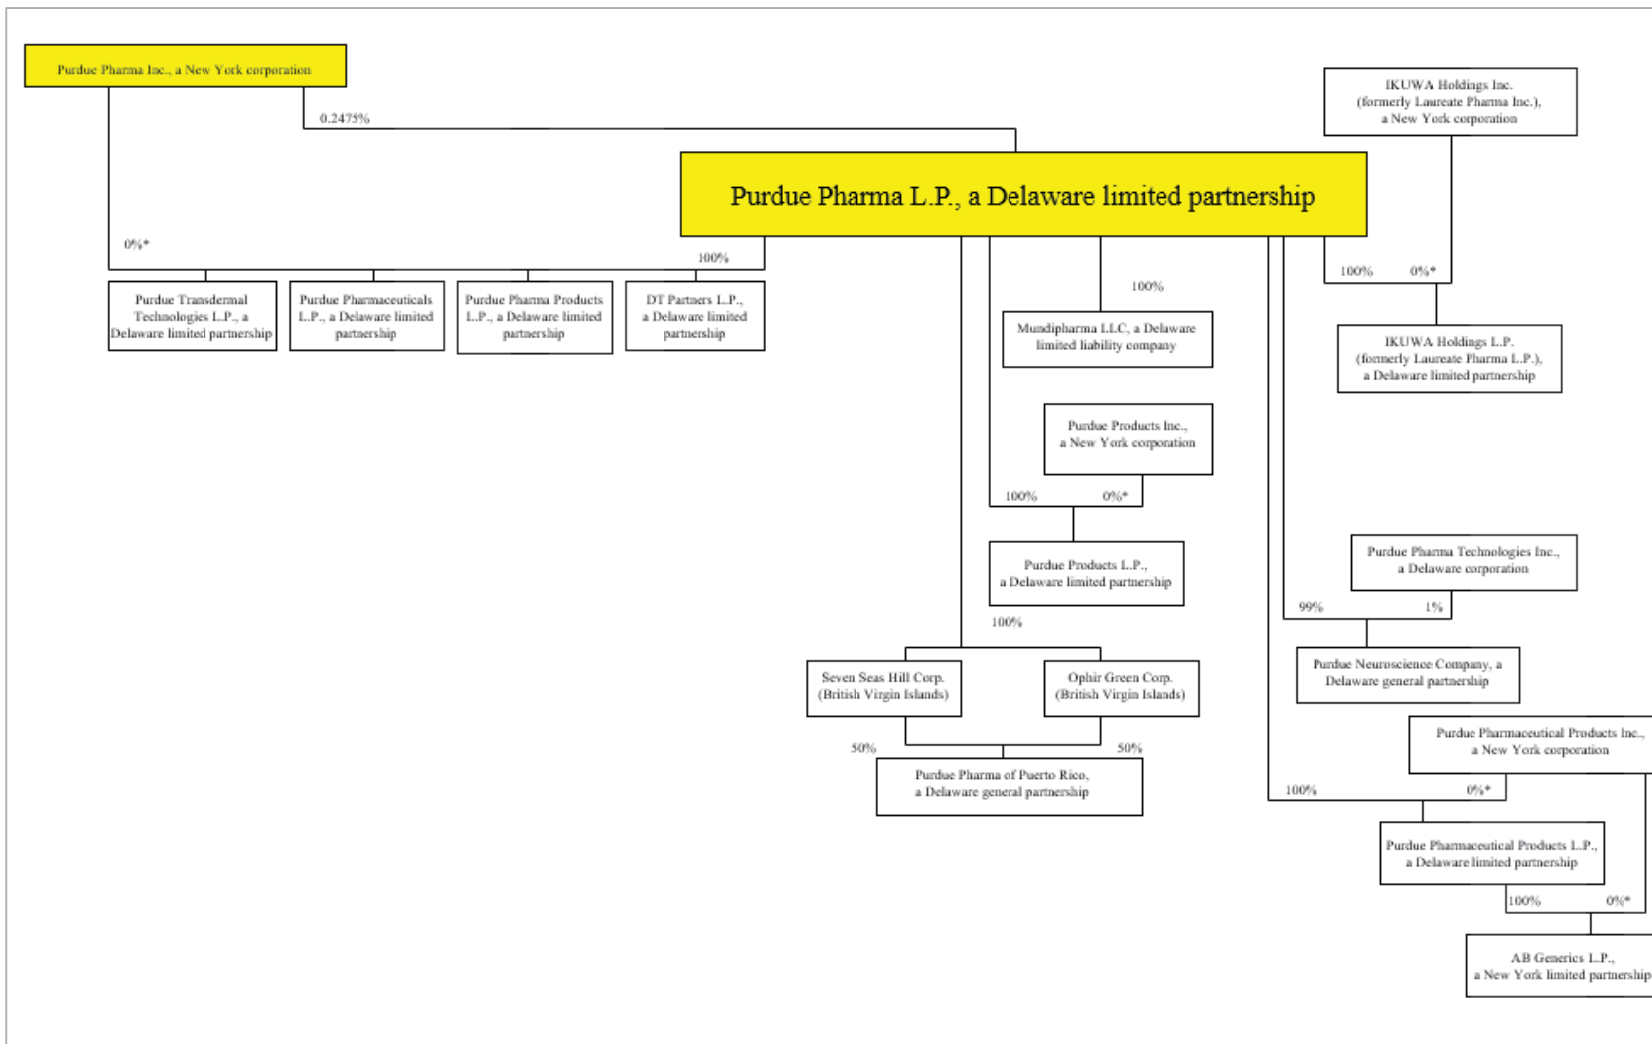 Purdue Pharma Inc., a New York corporation
0.2475%
IKUWA Holdings Inc.
(formerly Laureate Pharma Inc.),
a New York corporation
Purdue Pharma L.P., a Delaware limited partnership
0%*
100%
Purdue Transdermal
Technologies L.P., a
Delaware limited partnership
Purdue Pharmaceuticals
L.P., a Delaware limited
partnership
Purdue Pharma Products
L.P., a Delaware limited
partnership
DT Partners L.P.,
a Delaware limited
partnership
100%
Mundipharma LLC, a Delaware
limited liability company
100%
0%*
IKUWA Holdings L.P.
(formerly Laureate Pharma L.P.),
a Delaware limited partnership
Purdue Products Inc.,
a New York corporation
100%
0%*
Purdue Products L.P.,
a Delaware limited partnership
100%
Seven Seas Hill Corp.
(British Virgin Islands)
Ophir Green Corp.
(British Virgin Islands)
50%
50%
Purdue Pharma of Puerto Rico,
a Delaware general partnership
Purdue Pharma Technologies Inc.,
a Delaware corporation
99%
1%
Purdue Neuroscience Company, a
Delaware general partnership
Purdue Pharmaceutical Products Inc.,
a New York corporation
100%
0%*
Purdue Pharmaceutical Products L.P.,
a Delaware limited partnership
100%
0%*
AB Generics L.P.,
a New York limited partnership